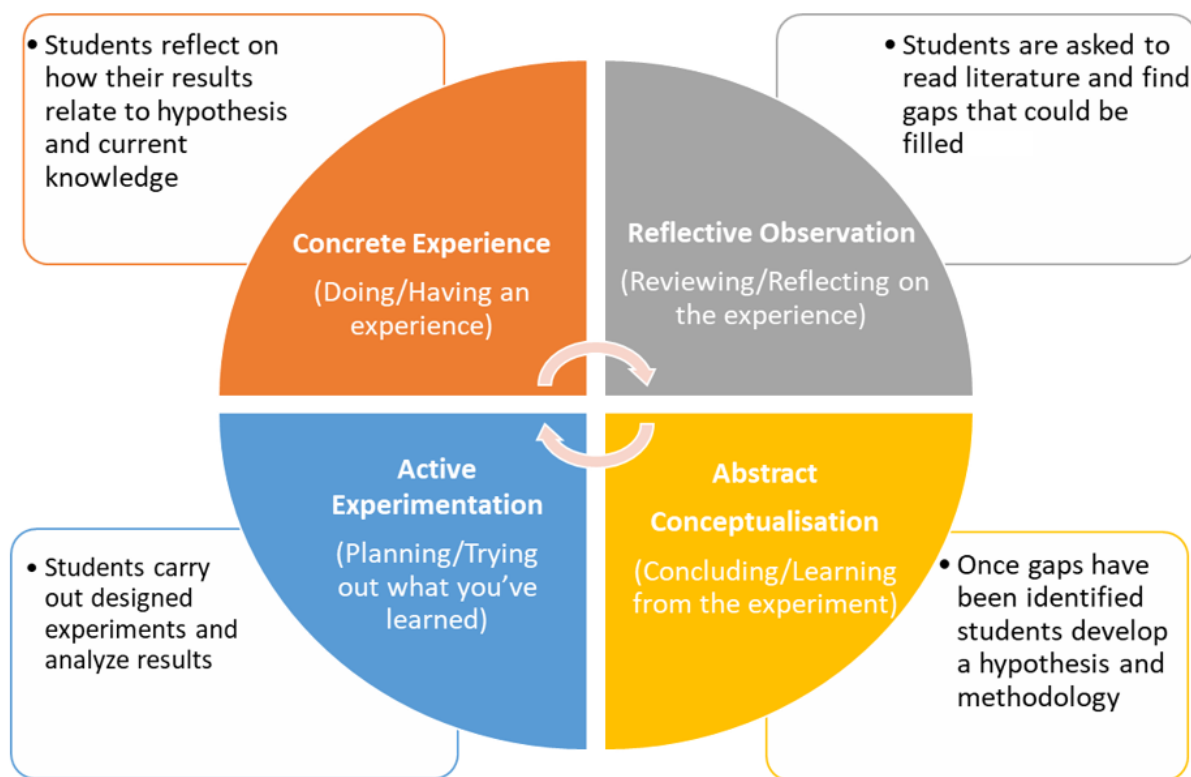 • Students reflect on
how their results
relate to hypothesis
and current
knowledge
• Students are asked to
read literature and find
gaps that could be
filled
Concrete Experience
(Doing/Having an
experience)
Reflective Observation
(Reviewing/Reflecting on
the experience)
Active
Experimentation
(Planning/Trying
out what you’ve
learned)
Abstract
Conceptualisation
(Concluding/Learning
from the experiment)
• Students carry
out designed
experiments and
analyze results
• Once gaps have
been identified
students develop
a hypothesis and
methodology